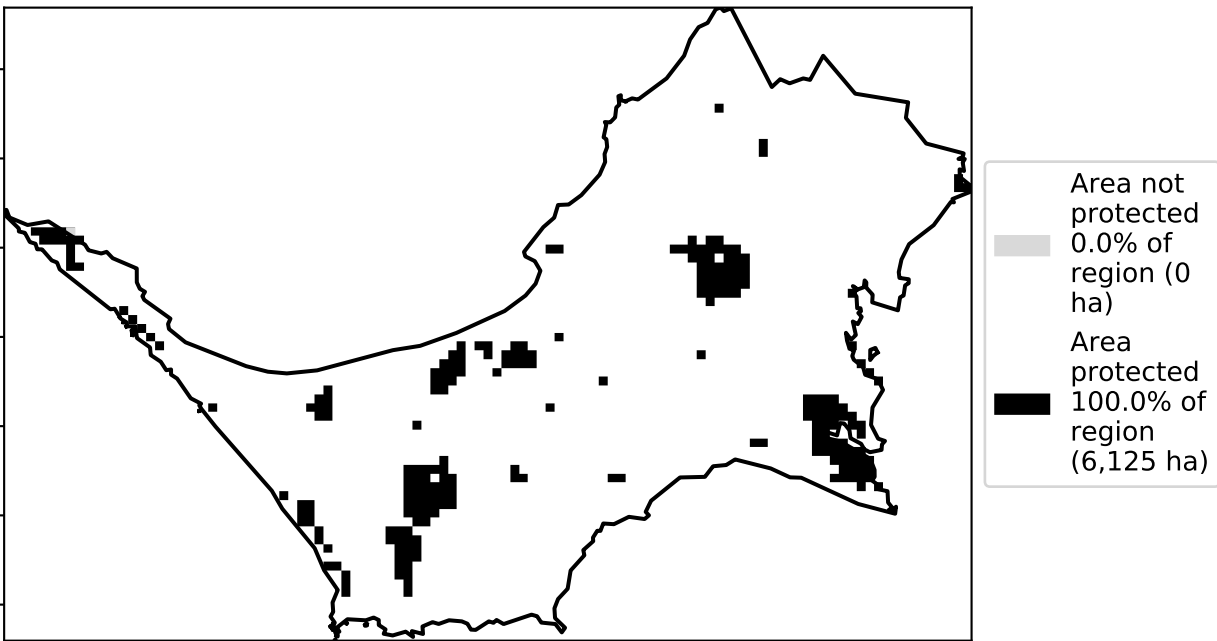 Area not
protected
0.0% of
region (0
ha)
Area
protected
100.0% of
region
(6,125 ha)